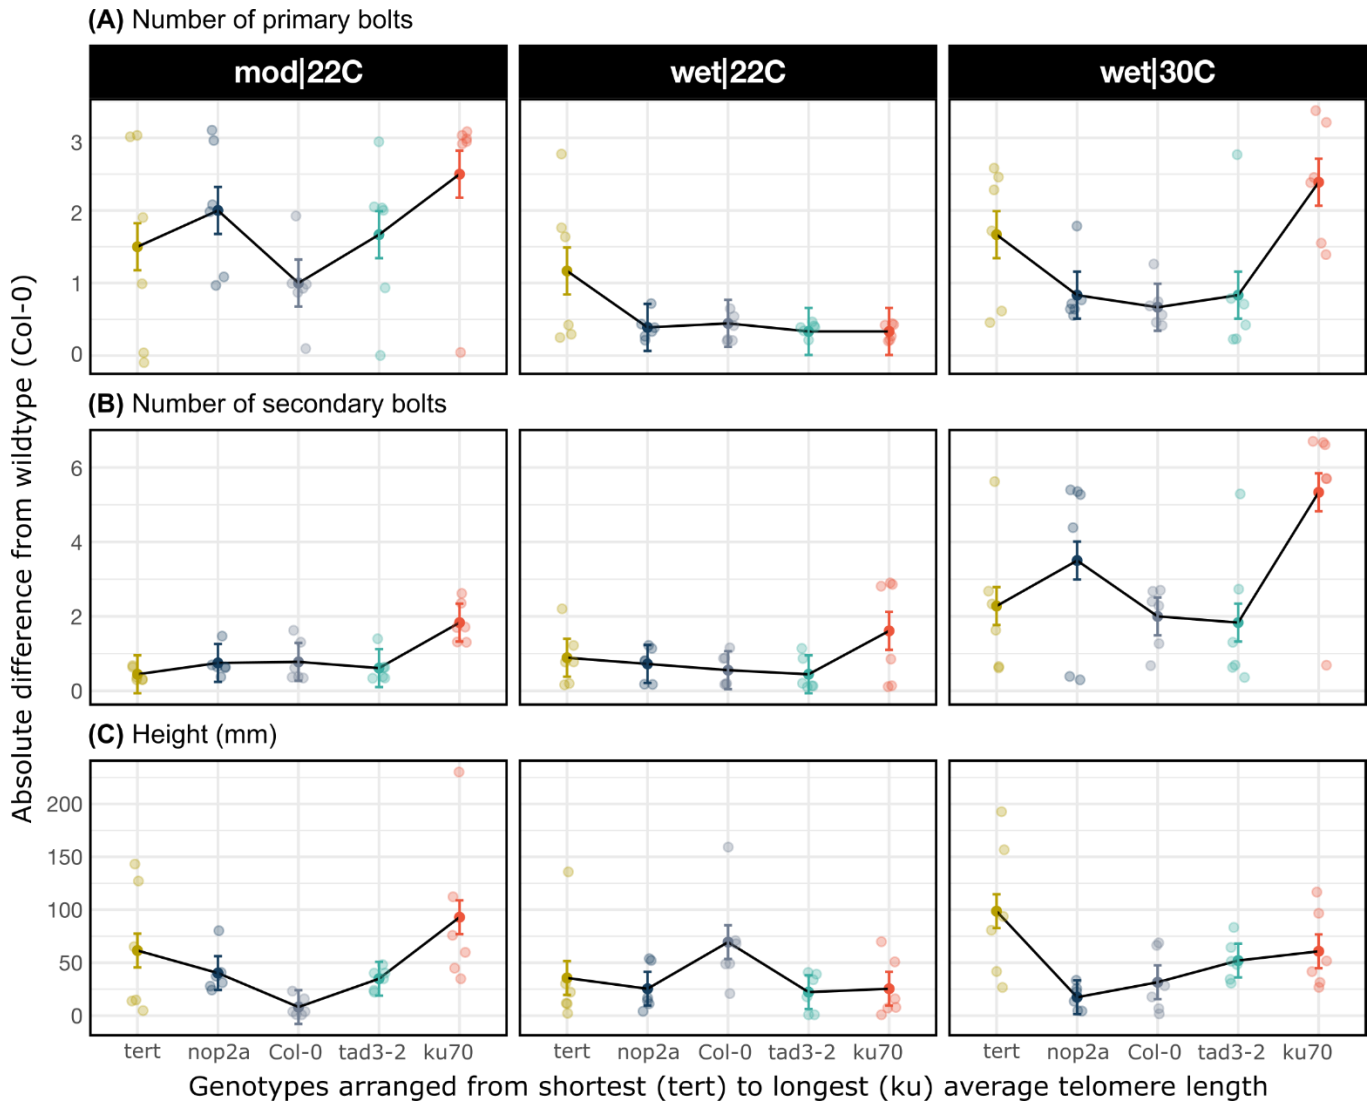 (A) Number of primary bolts
mod|22C wet|22C wet|30C
3
2
1
0
(B) Number of secondary bolts
6
4
2
0
(C) Height (mm)
200
150
100
50
0
Absolute difference from wildtype (Col-0)
tert nop2a Col-0 tad3-2 ku70 tert nop2a Col-0 tad3-2 ku70 tert nop2a Col-0 tad3-2 ku70
Genotypes arranged from shortest (tert) to longest (ku) average telomere length